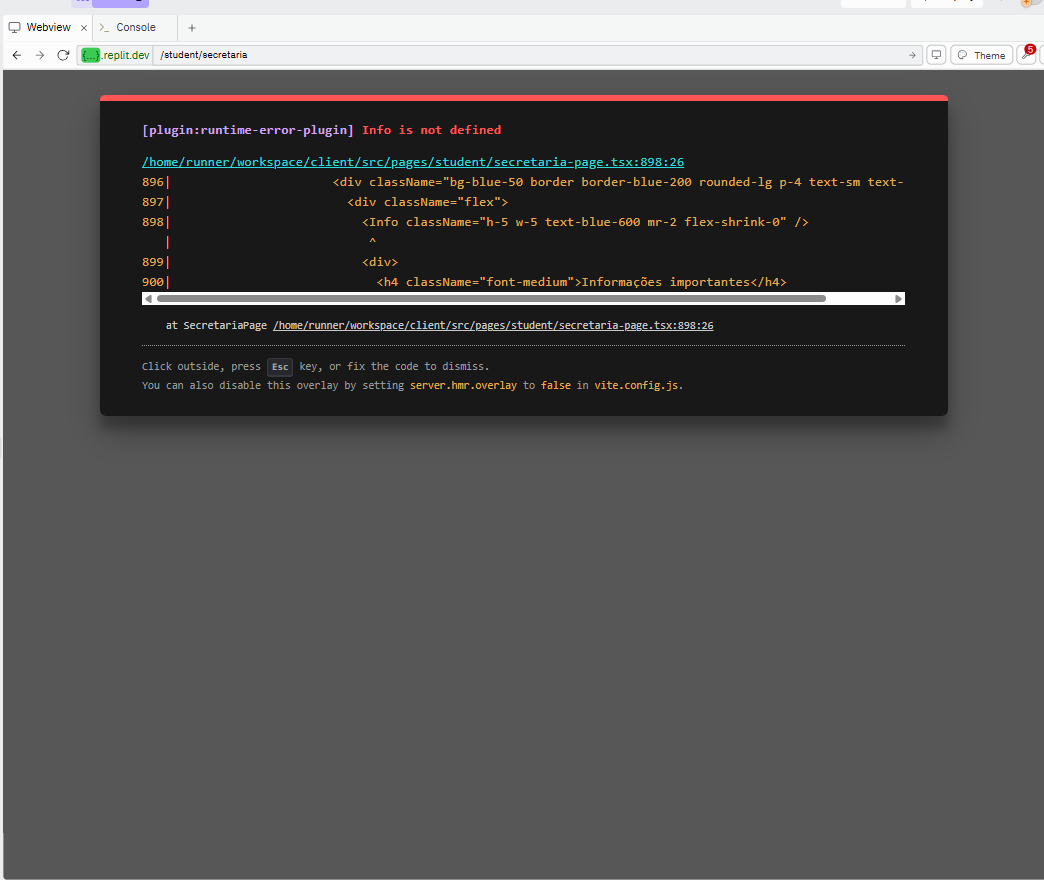 Webview × >_ Console +
{...}.replit.dev /student/secretaria → Theme 5
[plugin:runtime-error-plugin] Info is not defined
/home/runner/workspace/client/src/pages/student/secretaria-page.tsx:898:26
896| <div className="bg-blue-50 border border-blue-200 rounded-lg p-4 text-sm text-
897| <div className="flex">
898| <Info className="h-5 w-5 text-blue-600 mr-2 flex-shrink-0" />
| ^
899| <div>
900| <h4 className="font-medium">Informações importantes</h4>
at SecretariaPage /home/runner/workspace/client/src/pages/student/secretaria-page.tsx:898:26
Click outside, press Esc key, or fix the code to dismiss.
You can also disable this overlay by setting server.hmr.overlay to false in vite.config.js.